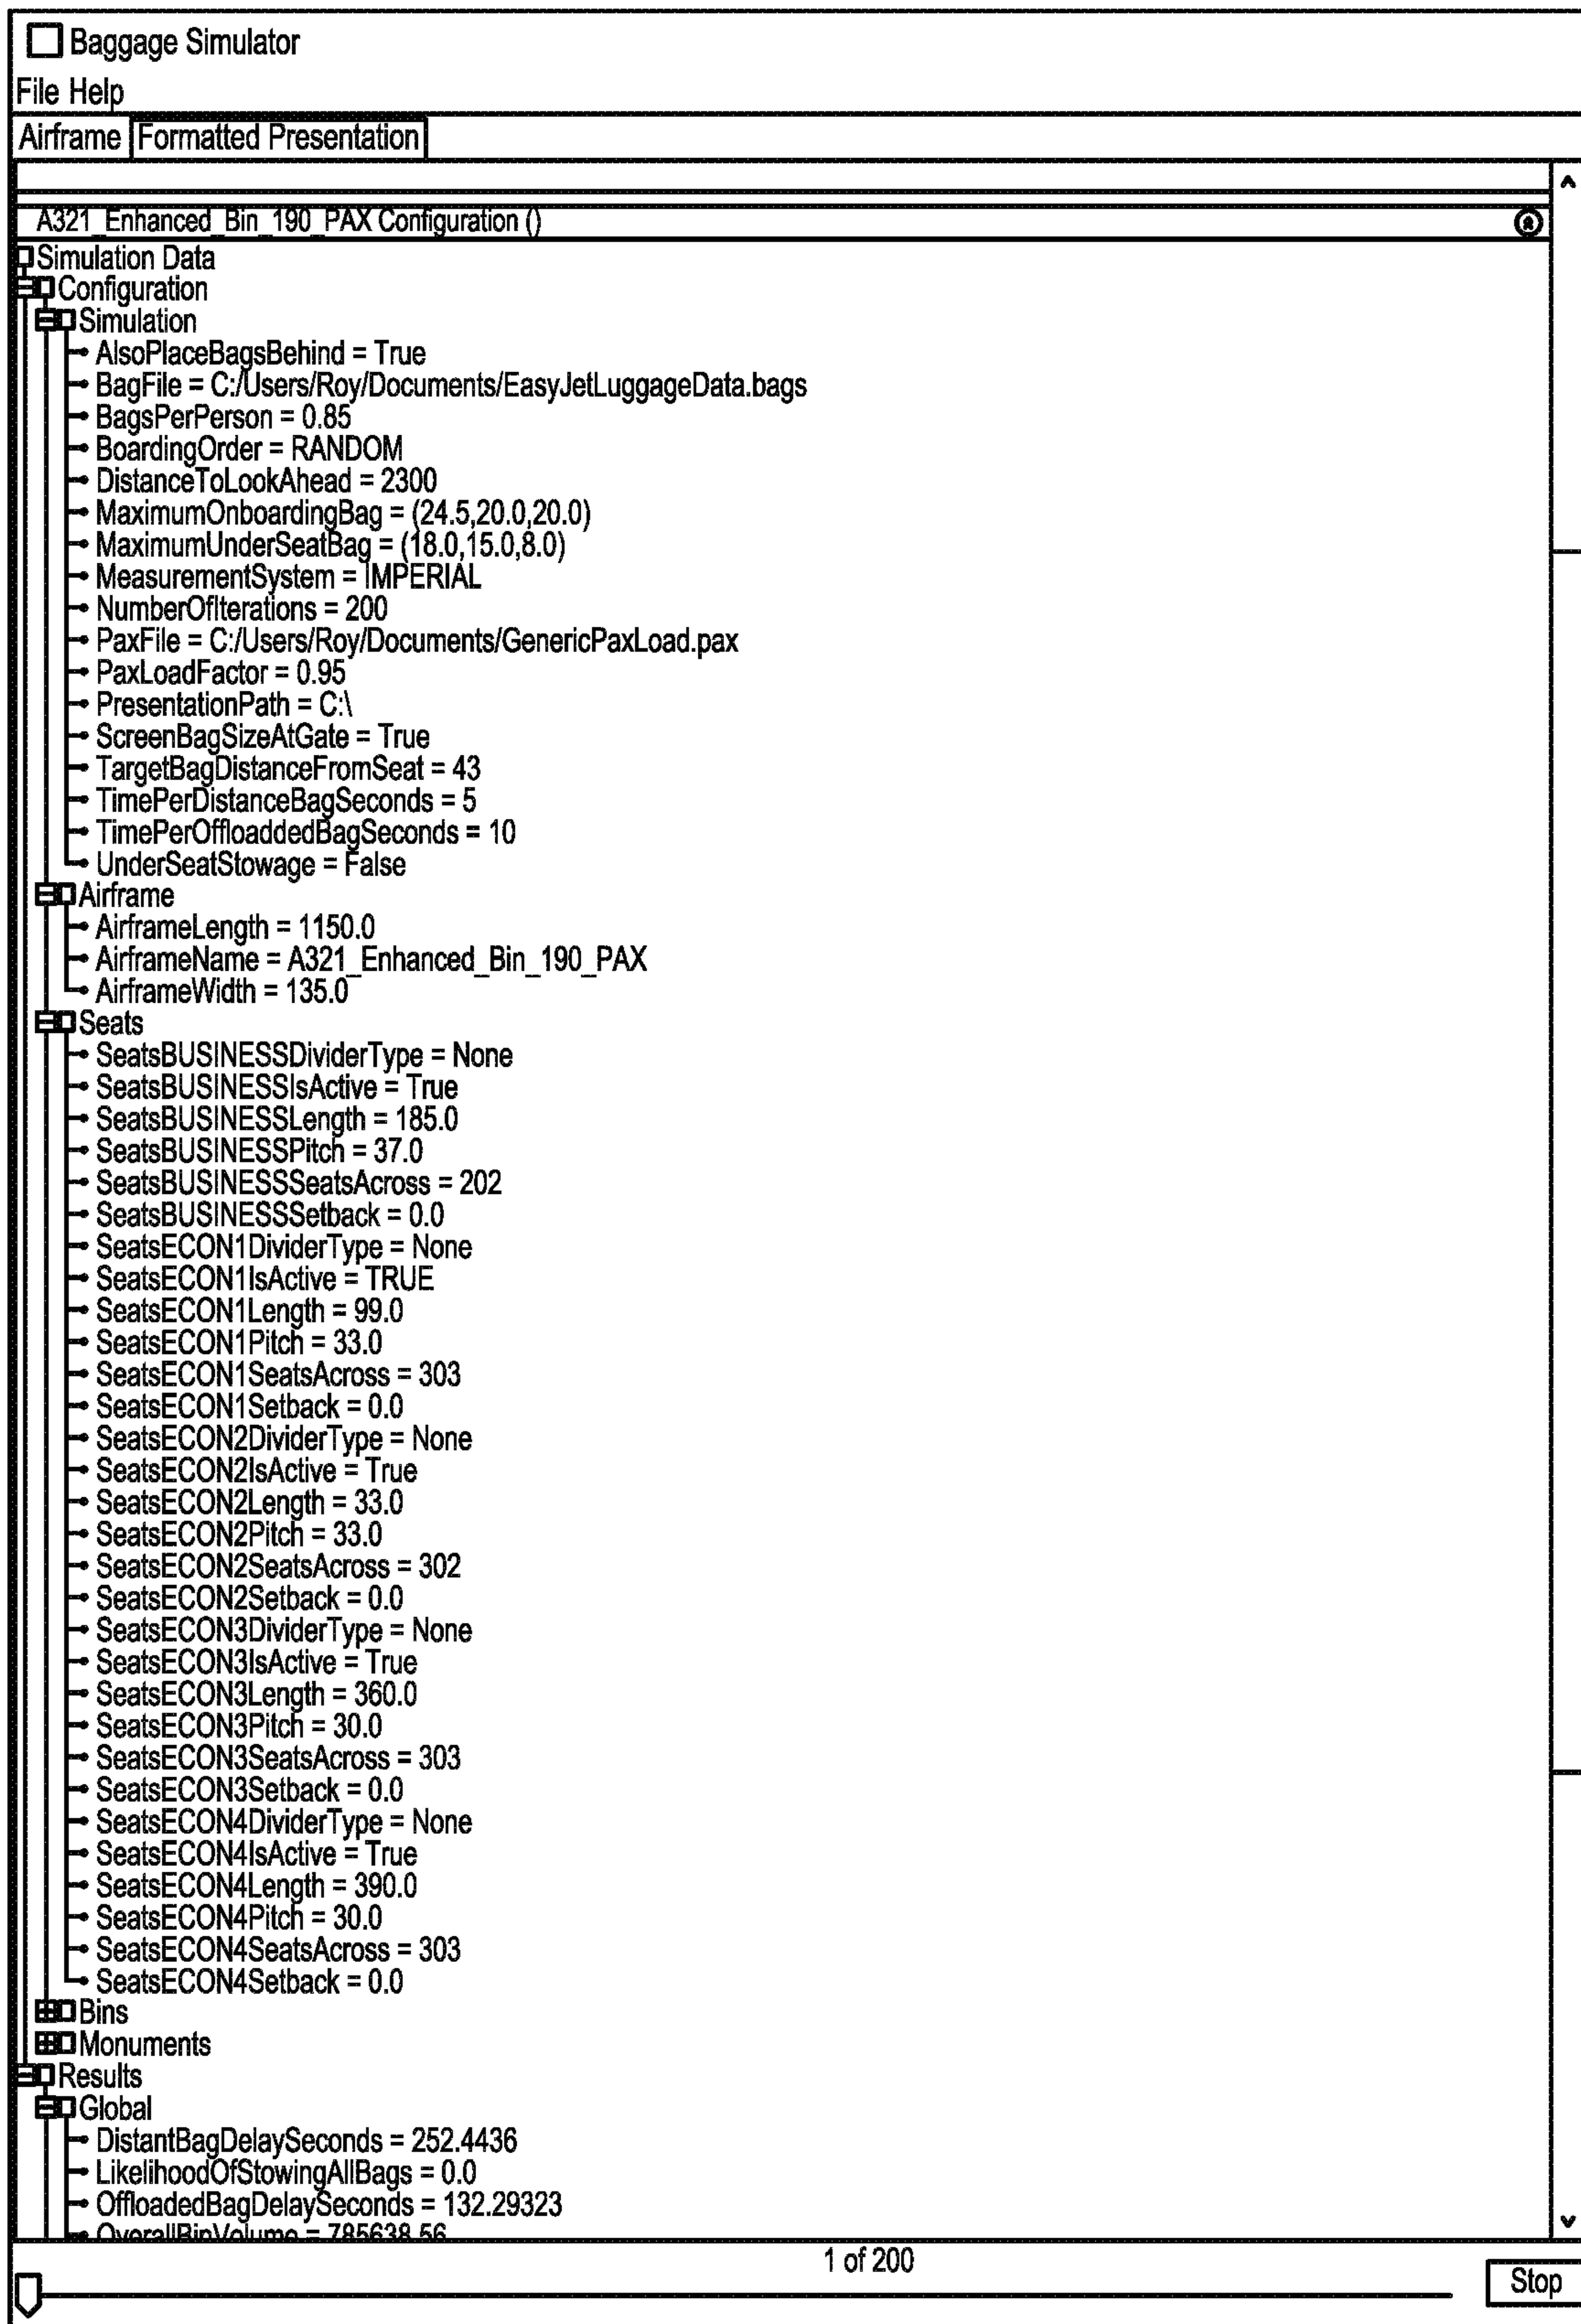 Baggage Simulator
File Help
Airframe Formatted Presentation
A321_Enhanced_Bin_190_PAX Configuration ()
Simulation Data
Configuration
Simulation
AlsoPlaceBagsBehind = True
BagFile = C:/Users/Roy/Documents/EasyJetLuggageData.bags
BagsPerPerson = 0.85
BoardingOrder = RANDOM
DistanceToLookAhead = 2300
MaximumOnboardingBag = (24.5,20.0,20.0)
MaximumUnderSeatBag = (18.0,15.0,8.0)
MeasurementSystem = IMPERIAL
NumberOfIterations = 200
PaxFile = C:/Users/Roy/Documents/GenericPaxLoad.pax
PaxLoadFactor = 0.95
PresentationPath = C:\
ScreenBagSizeAtGate = True
TargetBagDistanceFromSeat = 43
TimePerDistanceBagSeconds = 5
TimePerOffloaddedBagSeconds = 10
UnderSeatStowage = False
Airframe
AirframeLength = 1150.0
AirframeName = A321_Enhanced_Bin_190_PAX
AirframeWidth = 135.0
Seats
SeatsBUSINESSDividerType = None
SeatsBUSINESSIsActive = True
SeatsBUSINESSLength = 185.0
SeatsBUSINESSPitch = 37.0
SeatsBUSINESSSeatsAcross = 202
SeatsBUSINESSSetback = 0.0
SeatsECON1DividerType = None
SeatsECON1IsActive = TRUE
SeatsECON1Length = 99.0
SeatsECON1Pitch = 33.0
SeatsECON1SeatsAcross = 303
SeatsECON1Setback = 0.0
SeatsECON2DividerType = None
SeatsECON2IsActive = True
SeatsECON2Length = 33.0
SeatsECON2Pitch = 33.0
SeatsECON2SeatsAcross = 302
SeatsECON2Setback = 0.0
SeatsECON3DividerType = None
SeatsECON3IsActive = True
SeatsECON3Length = 360.0
SeatsECON3Pitch = 30.0
SeatsECON3SeatsAcross = 303
SeatsECON3Setback = 0.0
SeatsECON4DividerType = None
SeatsECON4IsActive = True
SeatsECON4Length = 390.0
SeatsECON4Pitch = 30.0
SeatsECON4SeatsAcross = 303
SeatsECON4Setback = 0.0
Bins
Monuments
Results
Global
DistantBagDelaySeconds = 252.4436
LikelihoodOfStowingAllBags = 0.0
OffloadedBagDelaySeconds = 132.29323
OverallBinVolume = 785638.56
1 of 200
Stop